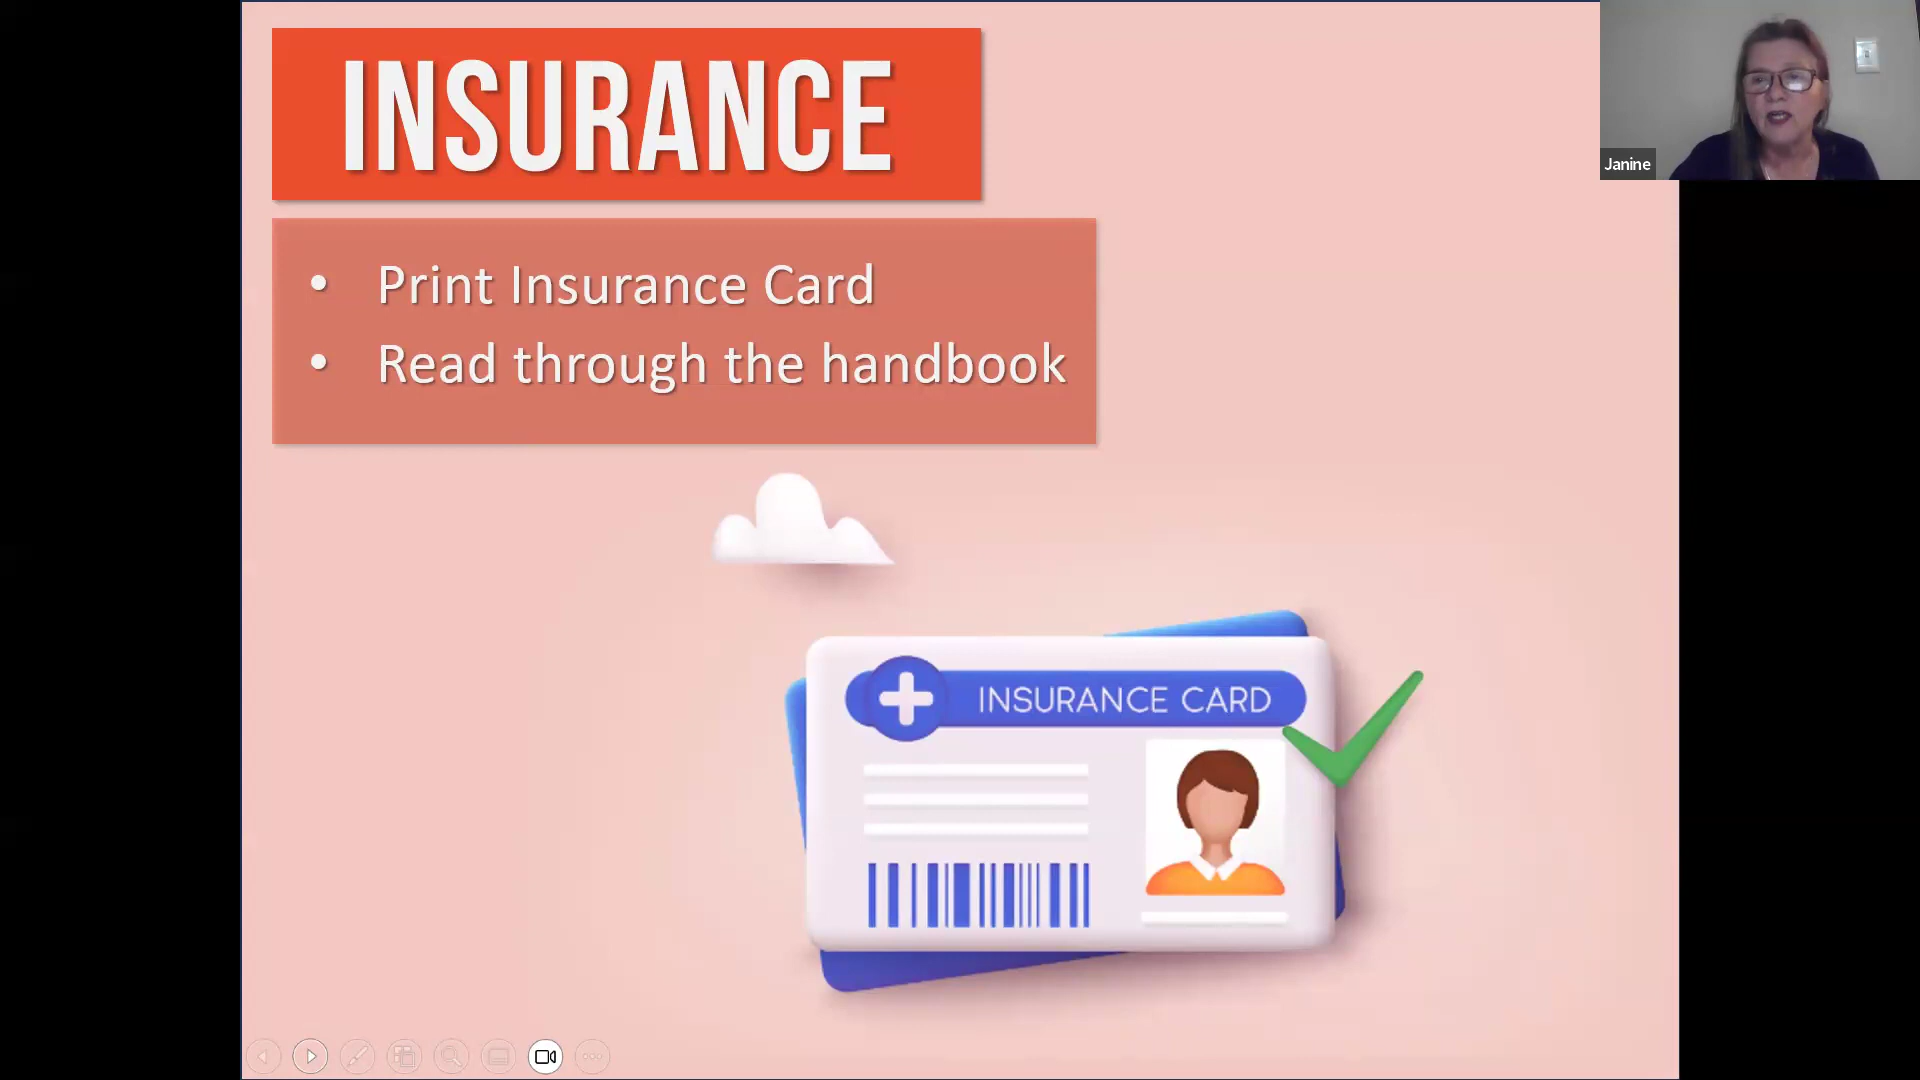 INSURANCE
Janine
• Print Insurance Card
• Read through the handbook
INSURANCE CARD